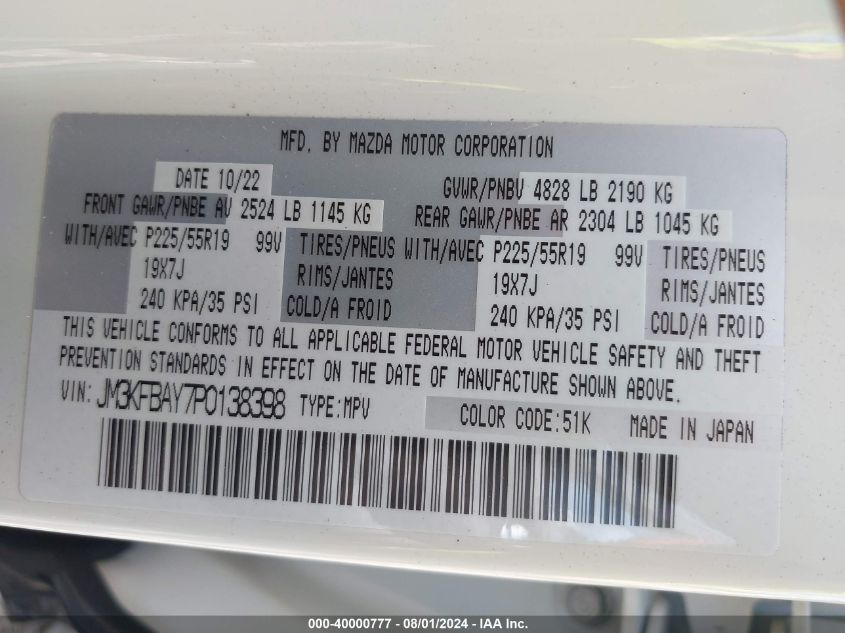 MFD. BY MAZDA MOTOR CORPORATION
DATE 10/22 GVWR/PNBV 4828 LB 2190 KG
FRONT GAWR/PNBE AV 2524 LB 1145 KG REAR GAWR/PNBE AR 2304 LB 1045 KG
WITH/AVEC P225/55R19 99V TIRES/PNEUS WITH/AVEC P225/55R19 99V TIRES/PNEUS
19X7J RIMS/JANTES 19X7J RIMS/JANTES
240 KPA/35 PSI COLD/A FROID 240 KPA/35 PSI COLD/A FROID
THIS VEHICLE CONFORMS TO ALL APPLICABLE FEDERAL MOTOR VEHICLE SAFETY AND THEFT
PREVENTION STANDARDS IN EFFECT ON THE DATE OF MANUFACTURE SHOWN ABOVE.
VIN: JM3KFBAY7P0138398 TYPE:MPV COLOR CODE:51K MADE IN JAPAN
000-40000777 - 08/01/2024 - IAA Inc.